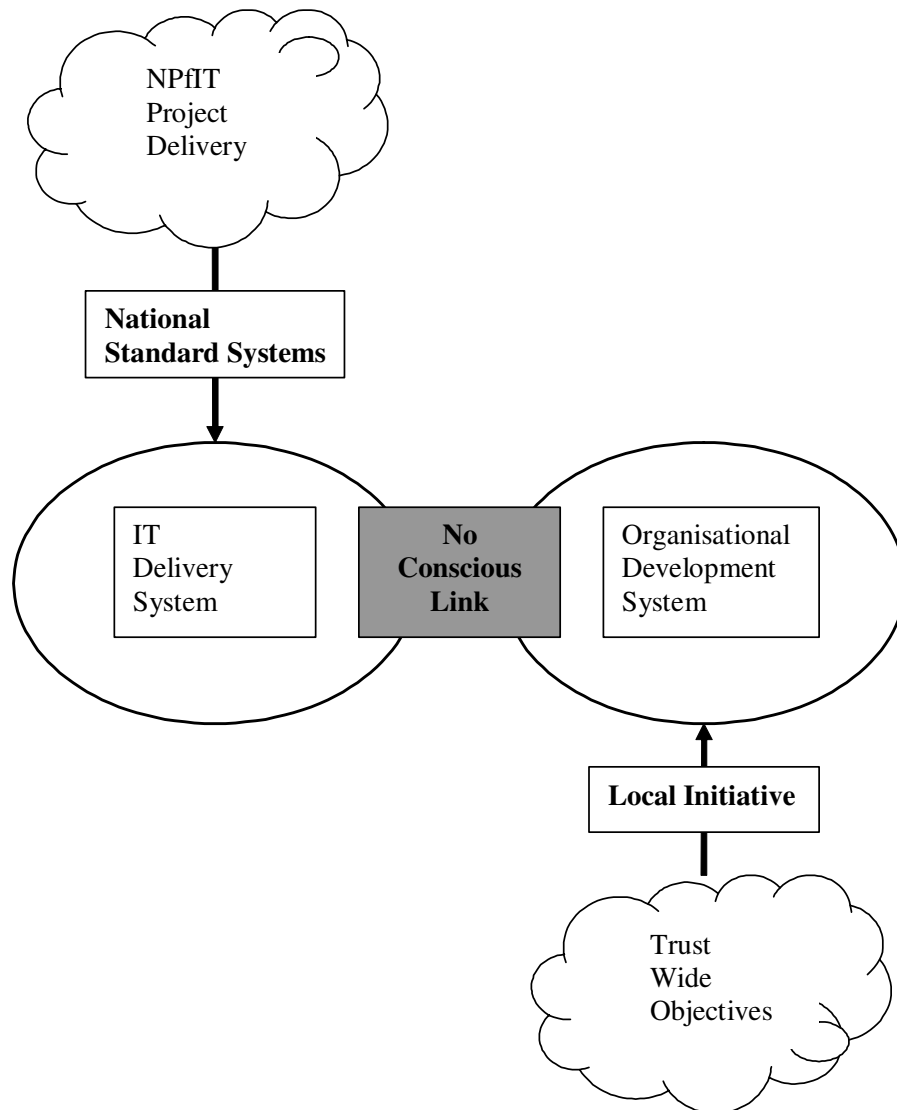 NPfIT
Project
Delivery
National
Standard Systems
IT
Delivery
System
No
Conscious
Link
Organisational
Development
System
Local Initiative
Trust
Wide
Objectives